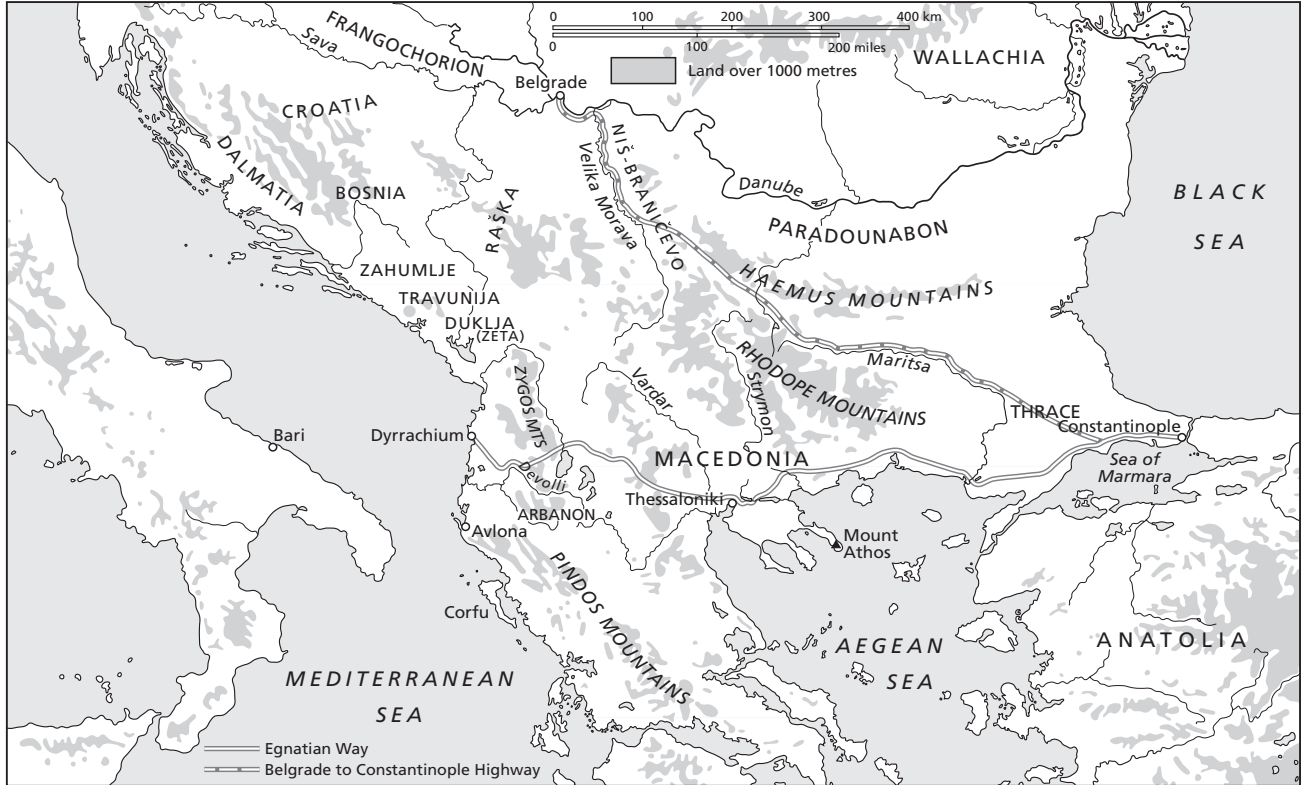 0 100 200 300 400 km
0 100 200 miles
Land over 1000 metres
FRANGOCHORION
Sava
WALLACHIA
Belgrade
CROATIA
DALMATIA
BOSNIA
NIŠ-BRANIČEVO
Velika Morava
Danube
BLACK
SEA
RAŠKA
PARADOUNABON
ZAHUMLJE
HAEMUS MOUNTAINS
TRAVUNIJA
DUKLJA
(ZETA)
ZYGOS MTS
Vardar
Strymon
RHODOPE MOUNTAINS
Maritsa
THRACE
Constantinople
Bari
Dyrrachium
MACEDONIA
Sea of
Marmara
Devolli
Thessaloniki
ARBANON
Avlona
Mount
Athos
PINDOS MOUNTAINS
Corfu
AEGEAN
SEA
ANATOLIA
MEDITERRANEAN
SEA
Egnatian Way
Belgrade to Constantinople Highway